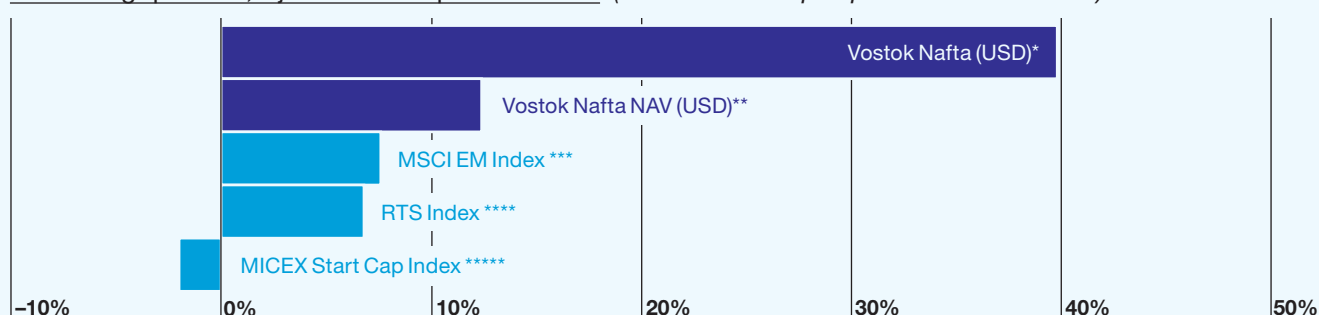 Vostok Nafta (USD)*
Vostok Nafta NAV (USD)**
MSCI EM Index ***
RTS Index ****
MICEX Start Cap Index *****
–10% 0% 10% 20% 30% 40% 50%